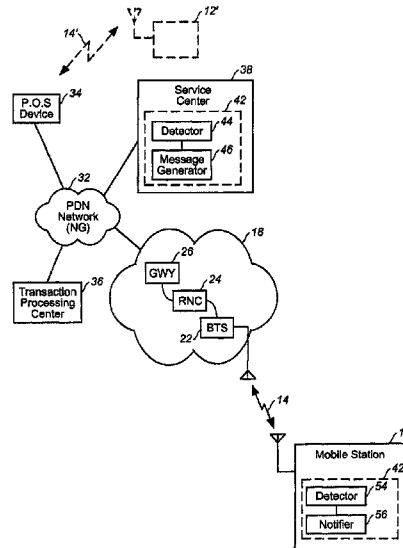 14'
12'
34
P.O.S
Device
38
Service
Center
42
Detector
44
Message
Generator
46
32
PDN
Network
(NG)
18
26
GWY
24
RNC
36
Transaction
Processing
Center
22
BTS
14
1
Mobile Station
42
Detector
54
Notifier
56